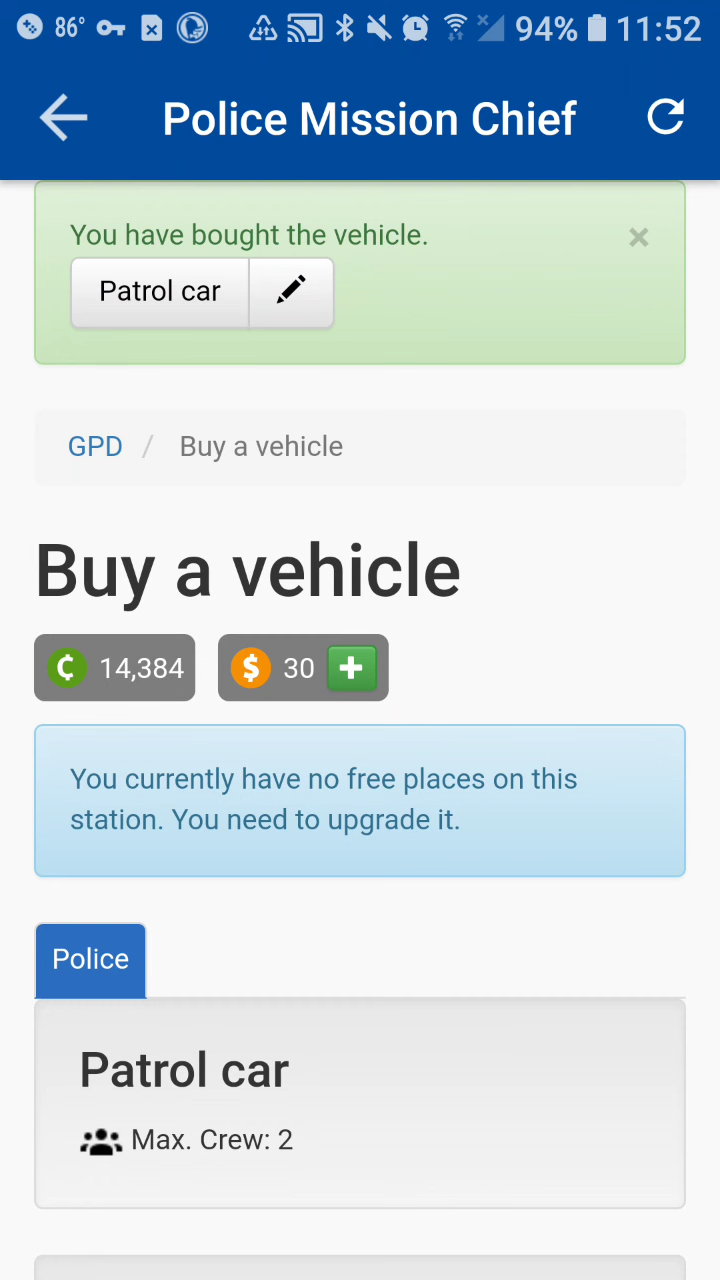 86° 94% 11:52
Police Mission Chief
You have bought the vehicle. ×
Patrol car
GPD / Buy a vehicle
Buy a vehicle
₵ 14,384 $ 30 +
You currently have no free places on this
station. You need to upgrade it.
Police
Patrol car
Max. Crew: 2